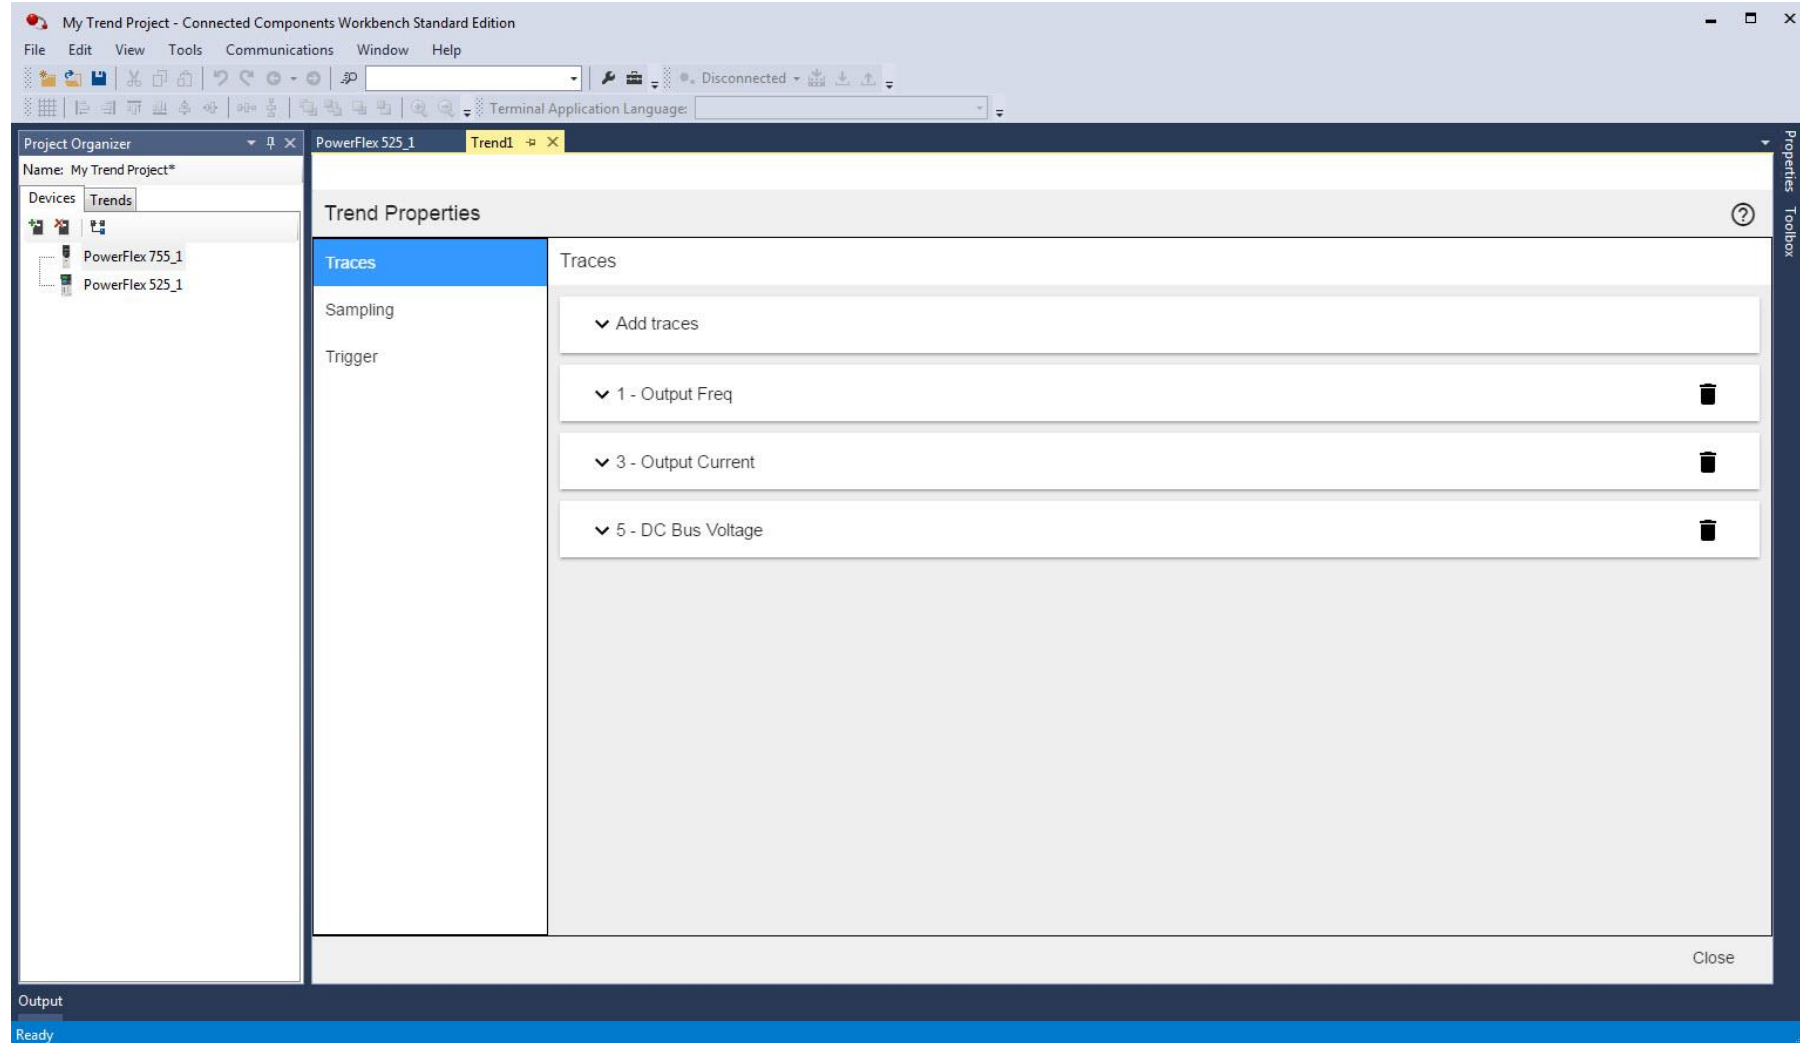 My Trend Project - Connected Components Workbench Standard Edition
File Edit View Tools Communications Window Help
Disconnected
Terminal Application Language:
Project Organizer
Name: My Trend Project*
Devices Trends
PowerFlex 755_1
PowerFlex 525_1
PowerFlex 525_1 Trend1
Trend Properties
Traces
Sampling
Trigger
Traces
Add traces
1 - Output Freq
3 - Output Current
5 - DC Bus Voltage
Close
Properties
Toolbox
Output
Ready